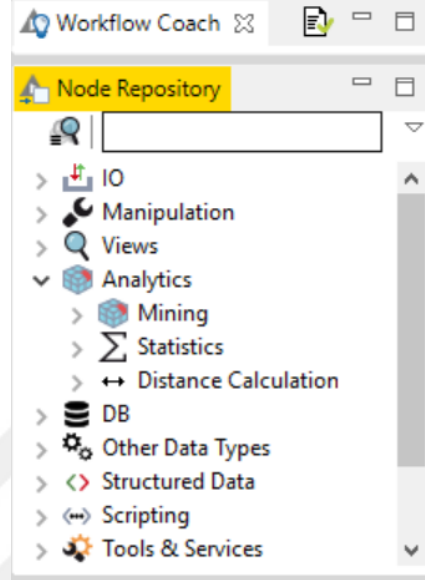 Workflow Coach
Node Repository
IO
Manipulation
Views
Analytics
Mining
Statistics
Distance Calculation
DB
Other Data Types
Structured Data
Scripting
Tools & Services